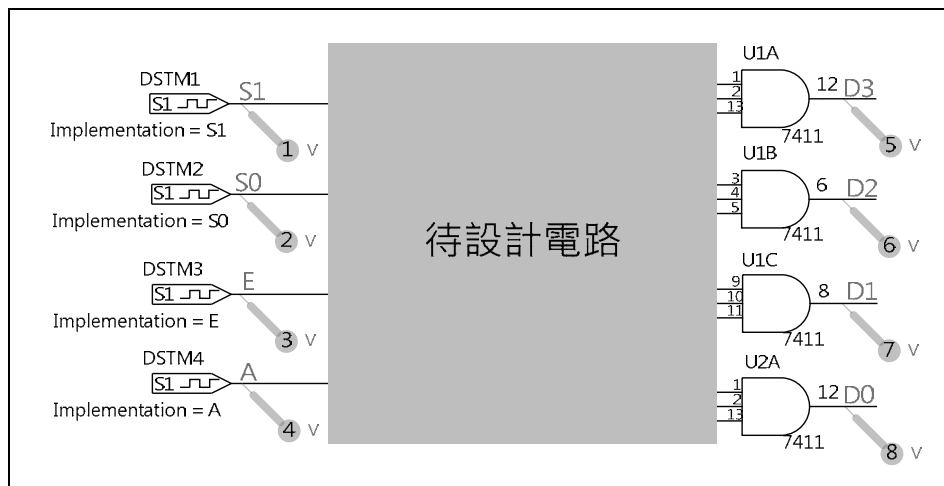 DSTM1
S1
S1
Implementation = S1
1
V
DSTM2
S1
S0
Implementation = S0
2
V
DSTM3
S1
E
Implementation = E
3
V
DSTM4
S1
A
Implementation = A
4
V
待設計電路
U1A
1
2
13
12
D3
7411
5
V
U1B
3
4
5
6
D2
7411
6
V
U1C
9
10
11
8
D1
7411
7
V
U2A
1
2
13
12
D0
7411
8
V